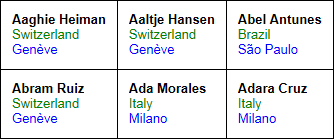 Aaghie Heiman
Switzerland
Genève
Aaltje Hansen
Switzerland
Genève
Abel Antunes
Brazil
São Paulo
Abram Ruiz
Switzerland
Genève
Ada Morales
Italy
Milano
Adara Cruz
Italy
Milano